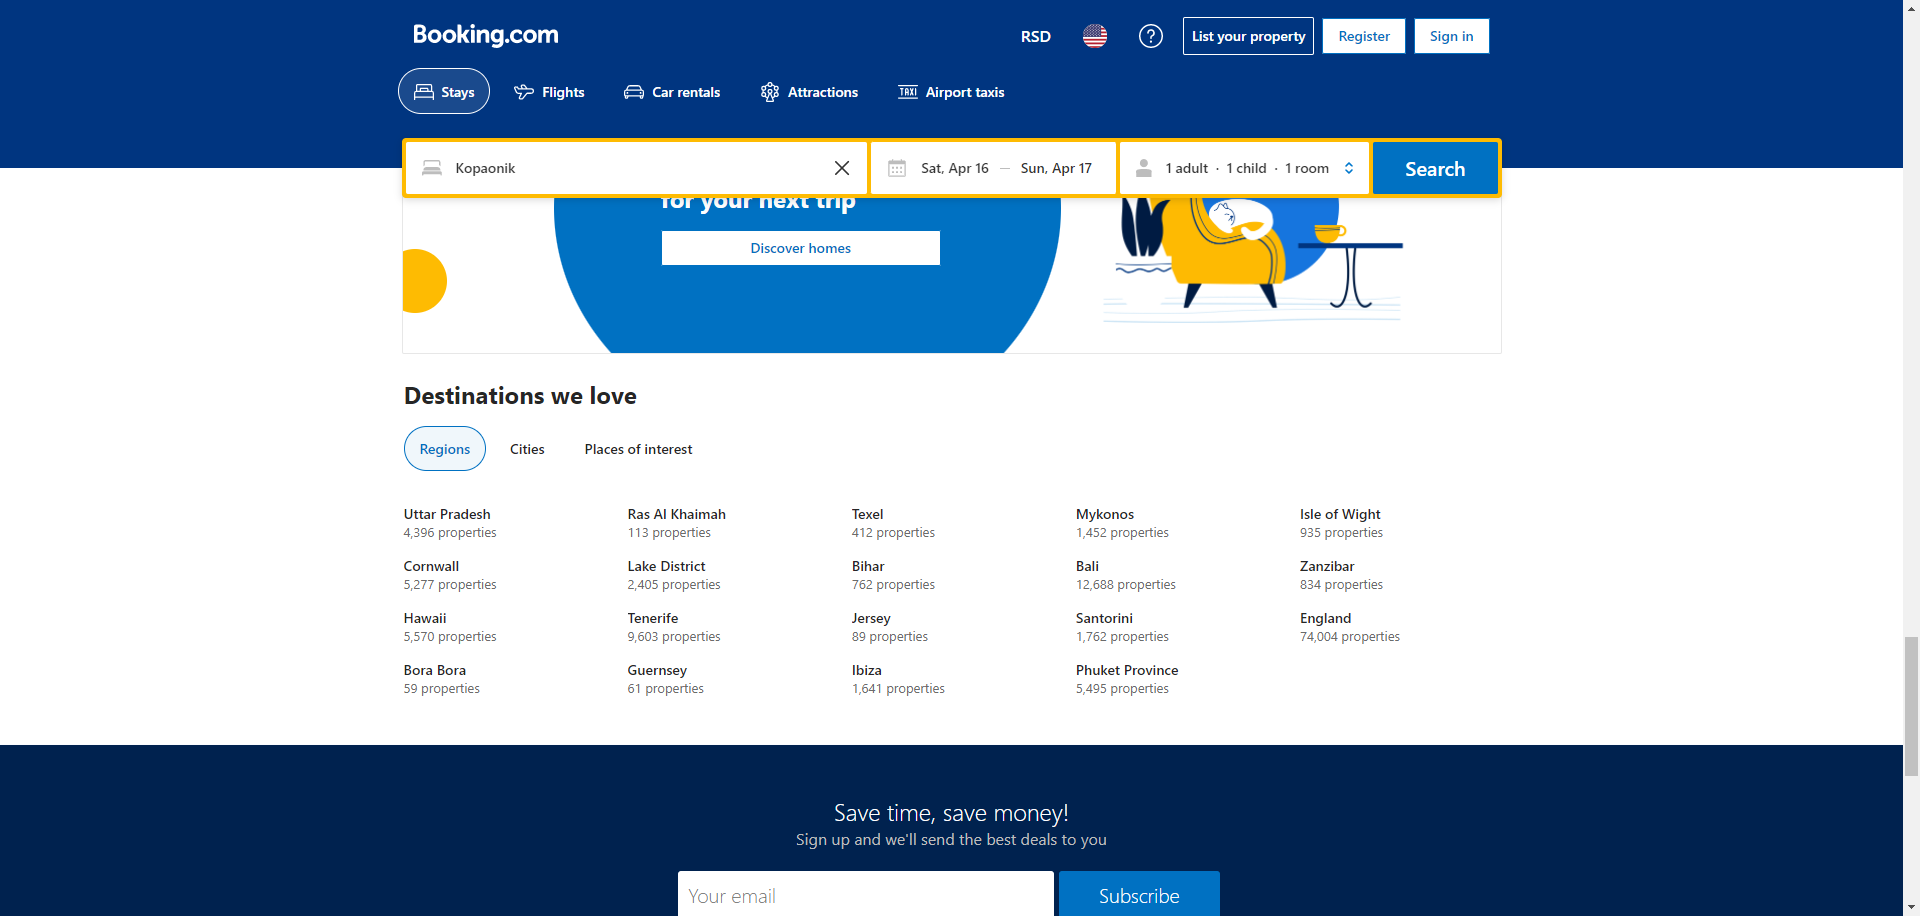 Booking.com
RSD
List your property
Register
Sign in
Stays
Flights
Car rentals
Attractions
TAXI
Airport taxis
Kopaonik
Sat, Apr 16 — Sun, Apr 17
1 adult · 1 child · 1 room
Search
for your next trip
Discover homes
Destinations we love
Regions
Cities
Places of interest
Uttar Pradesh
4,396 properties
Ras Al Khaimah
113 properties
Texel
412 properties
Mykonos
1,452 properties
Isle of Wight
935 properties
Cornwall
5,277 properties
Lake District
2,405 properties
Bihar
762 properties
Bali
12,688 properties
Zanzibar
834 properties
Hawaii
5,570 properties
Tenerife
9,603 properties
Jersey
89 properties
Santorini
1,762 properties
England
74,004 properties
Bora Bora
59 properties
Guernsey
61 properties
Ibiza
1,641 properties
Phuket Province
5,495 properties
Save time, save money!
Sign up and we'll send the best deals to you
Your email
Subscribe